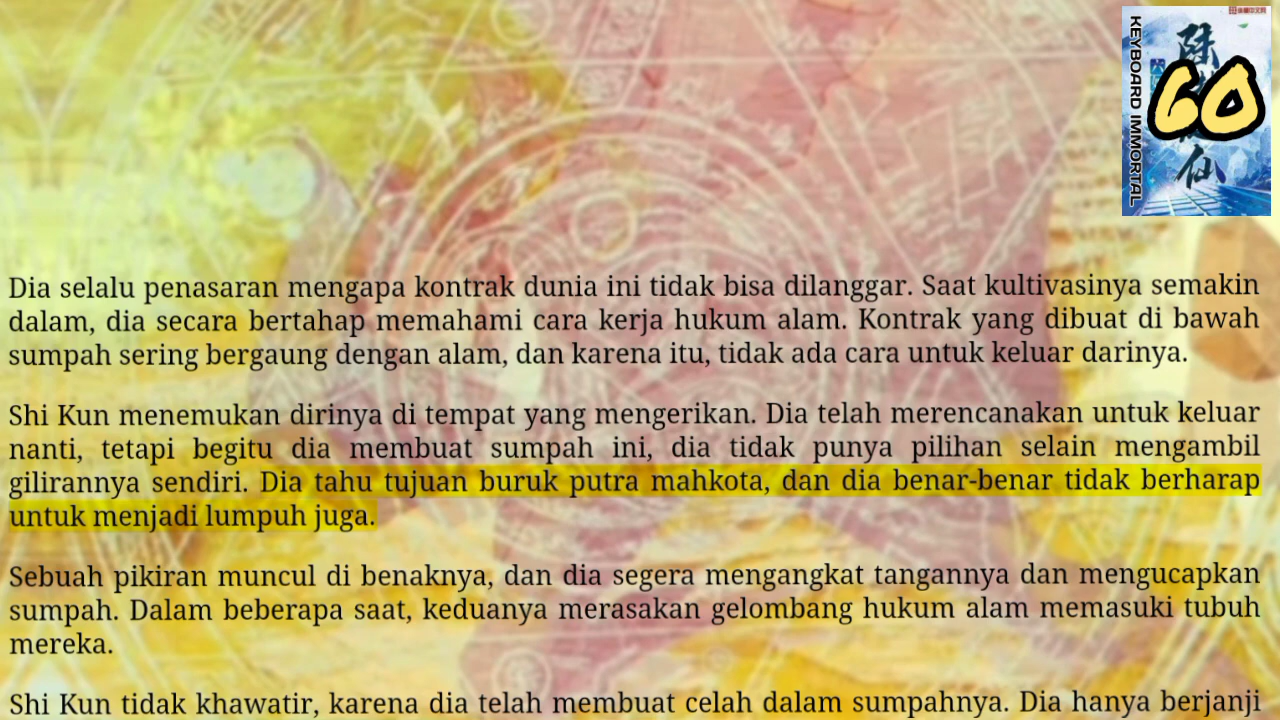 KEYBOARD IMMORTAL
60
仙
Dia selalu penasaran mengapa kontrak dunia ini tidak bisa dilanggar. Saat kultivasinya semakin
dalam, dia secara bertahap memahami cara kerja hukum alam. Kontrak yang dibuat di bawah
sumpah sering bergaung dengan alam, dan karena itu, tidak ada cara untuk keluar darinya.
Shi Kun menemukan dirinya di tempat yang mengerikan. Dia telah merencanakan untuk keluar
nanti, tetapi begitu dia membuat sumpah ini, dia tidak punya pilihan selain mengambil
gilirannya sendiri. Dia tahu tujuan buruk putra mahkota, dan dia benar-benar tidak berharap
untuk menjadi lumpuh juga.
Sebuah pikiran muncul di benaknya, dan dia segera mengangkat tangannya dan mengucapkan
sumpah. Dalam beberapa saat, keduanya merasakan gelombang hukum alam memasuki tubuh
mereka.
Shi Kun tidak khawatir, karena dia telah membuat celah dalam sumpahnya. Dia hanya berjanji